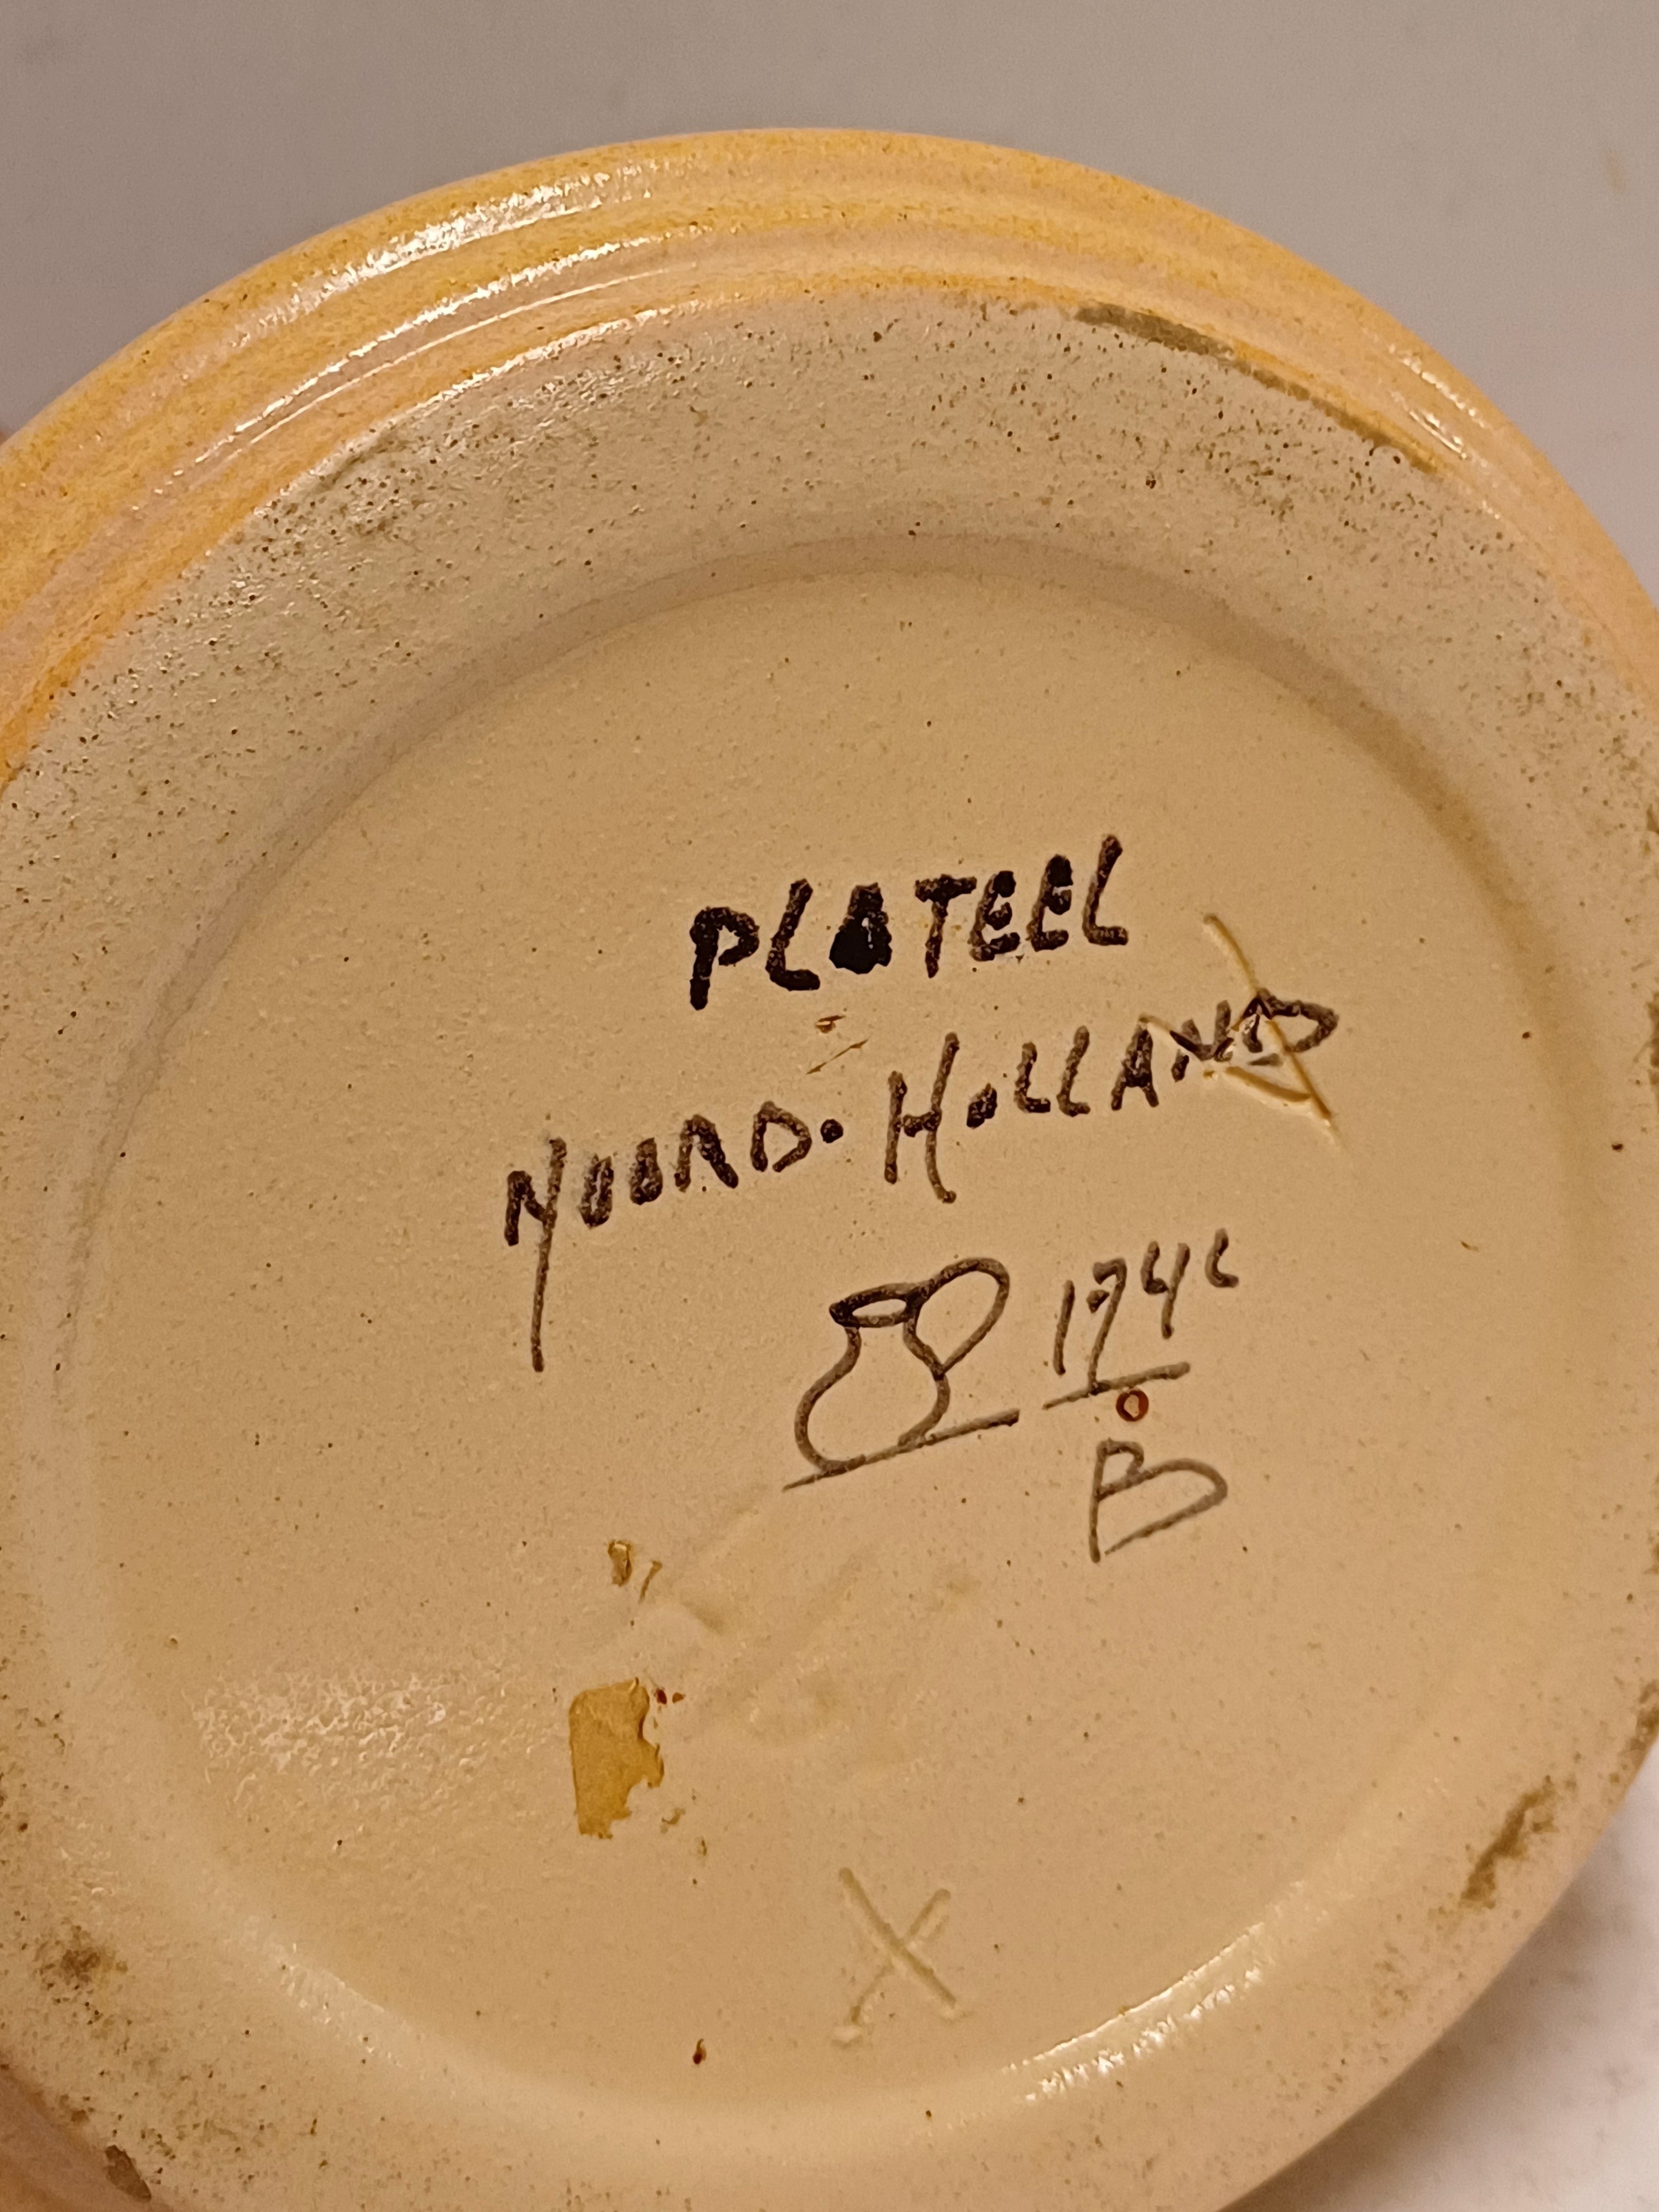 PLATEEL
NOORD·HOLLAND
1746
B
X